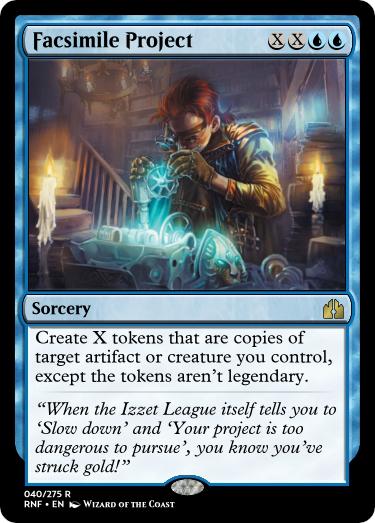 Facsimile Project XXUU
Sorcery
Create X tokens that are copies of
target artifact or creature you control,
except the tokens aren't legendary.
“When the Izzet League itself tells you to
‘Slow down’ and ‘Your project is too
dangerous to pursue’, you know you’ve
struck gold!”
040/275 R
RNF • EN Wizard of the Coast